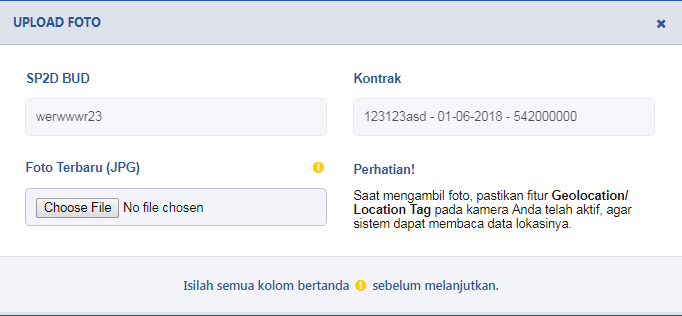 UPLOAD FOTO
SP2D BUD
Kontrak
werwwwr23
123123asd - 01-06-2018 - 542000000
Foto Terbaru (JPG)
Perhatian!
Choose File No file chosen
Saat mengambil foto, pastikan fitur Geolocation/
Location Tag pada kamera Anda telah aktif, agar
sistem dapat membaca data lokasinya.
Isilah semua kolom bertanda ! sebelum melanjutkan.